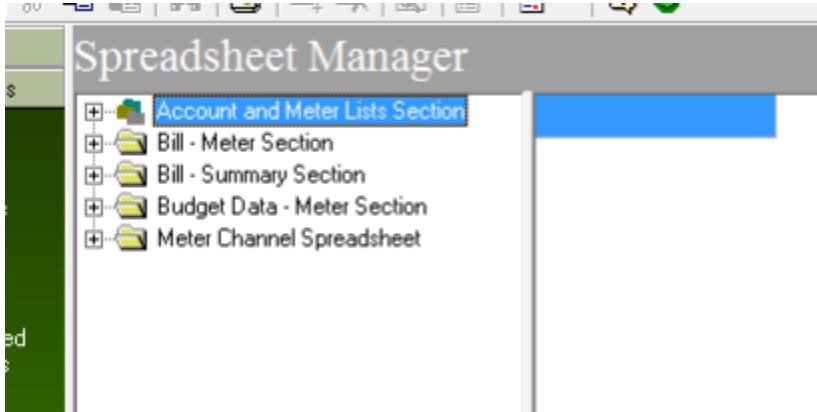 Spreadsheet Manager
s
Account and Meter Lists Section
Bill - Meter Section
Bill - Summary Section
Budget Data - Meter Section
Meter Channel Spreadsheet
ed
s